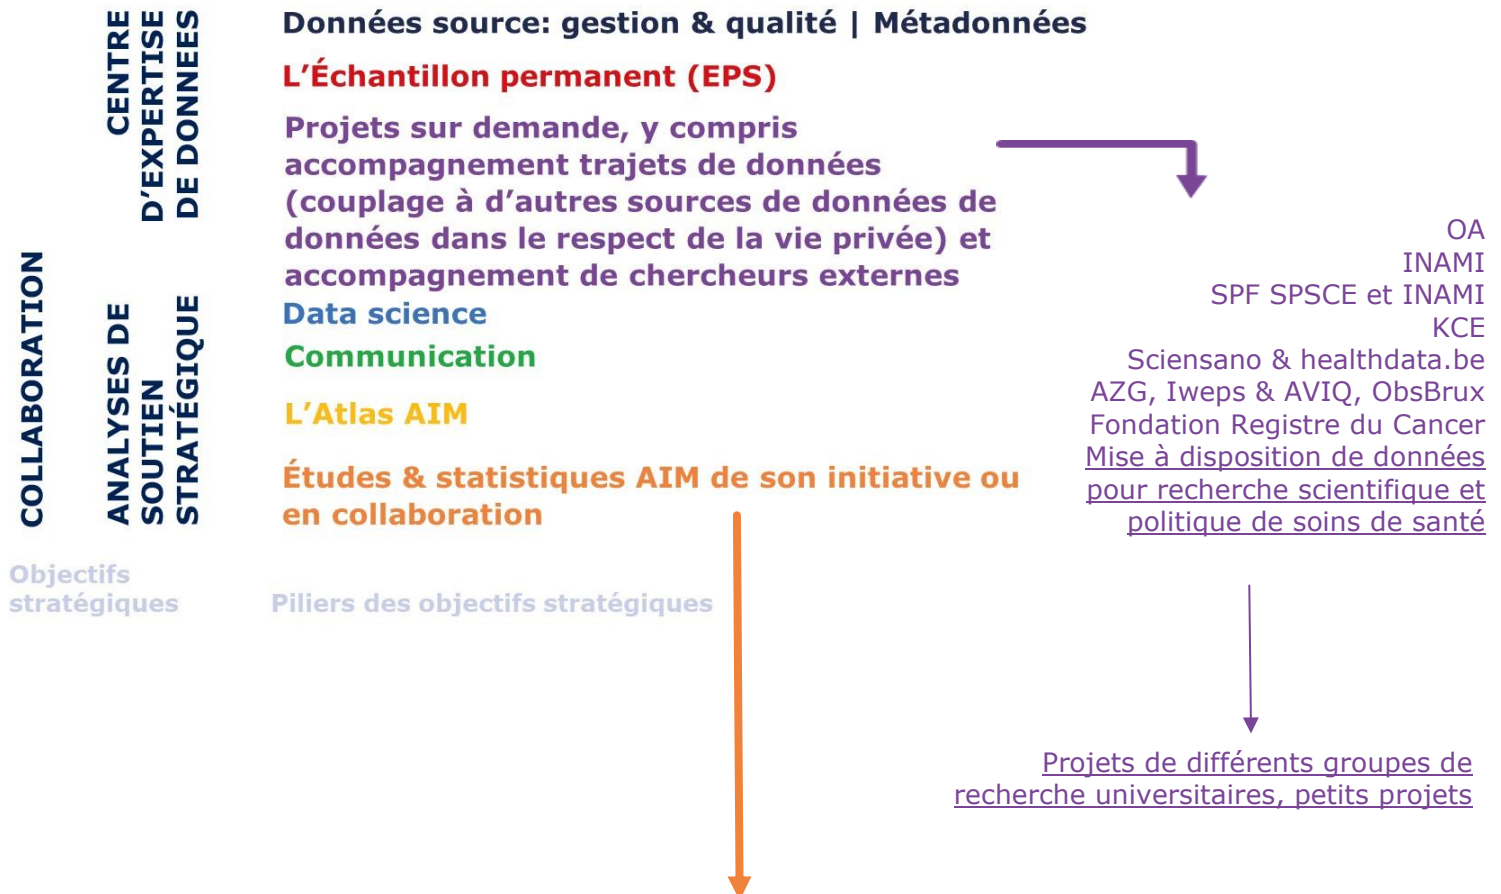 COLLABORATION
CENTRE
D'EXPERTISE
DE DONNEES
ANALYSES DE
SOUTIEN
STRATÉGIQUE
Données source: gestion & qualité | Métadonnées
L'Échantillon permanent (EPS)
Projets sur demande, y compris
accompagnement trajets de données
(couplage à d'autres sources de données de
données dans le respect de la vie privée) et
accompagnement de chercheurs externes
Data science
Communication
L'Atlas AIM
Études & statistiques AIM de son initiative ou
en collaboration
Objectifs
stratégiques
Piliers des objectifs stratégiques
OA
INAMI
SPF SPSCE et INAMI
KCE
Sciensano & healthdata.be
AZG, Iweps & AVIQ, ObsBrux
Fondation Registre du Cancer
Mise à disposition de données
pour recherche scientifique et
politique de soins de santé
Projets de différents groupes de
recherche universitaires, petits projets